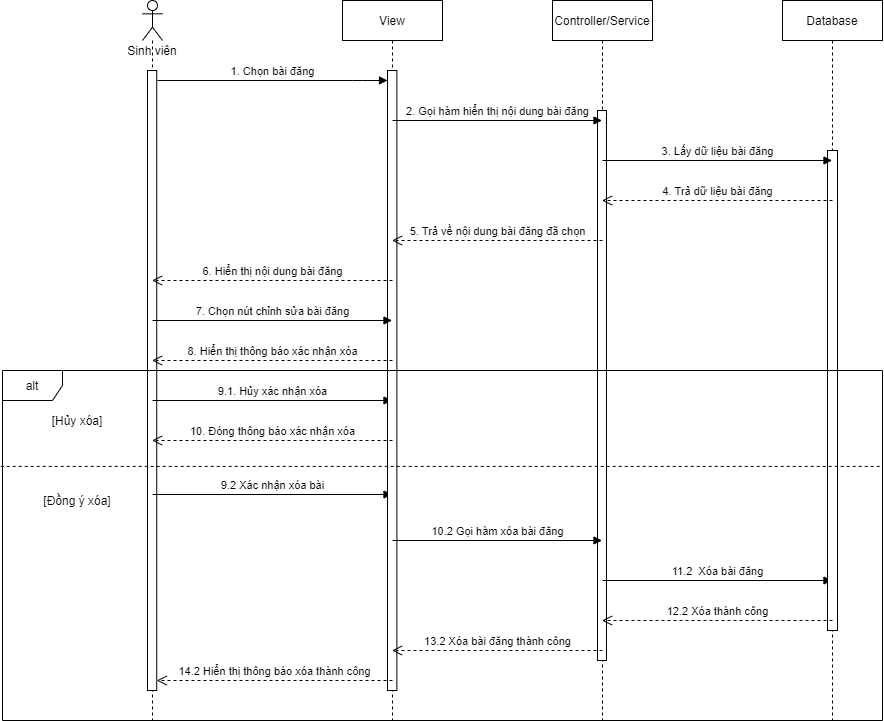 Sinh viên
View
Controller/Service
Database
1. Chọn bài đăng
2. Gọi hàm hiển thị nội dung bài đăng
3. Lấy dữ liệu bài đăng
4. Trả dữ liệu bài đăng
5. Trả về nội dung bài đăng đã chọn
6. Hiển thị nội dung bài đăng
7. Chọn nút chỉnh sửa bài đăng
8. Hiển thị thông báo xác nhận xóa
alt
9.1. Hủy xác nhận xóa
[Hủy xóa]
10. Đóng thông báo xác nhận xóa
9.2 Xác nhận xóa bài
[Đồng ý xóa]
10.2 Gọi hàm xóa bài đăng
11.2 Xóa bài đăng
12.2 Xóa thành công
13.2 Xóa bài đăng thành công
14.2 Hiển thị thông báo xóa thành công